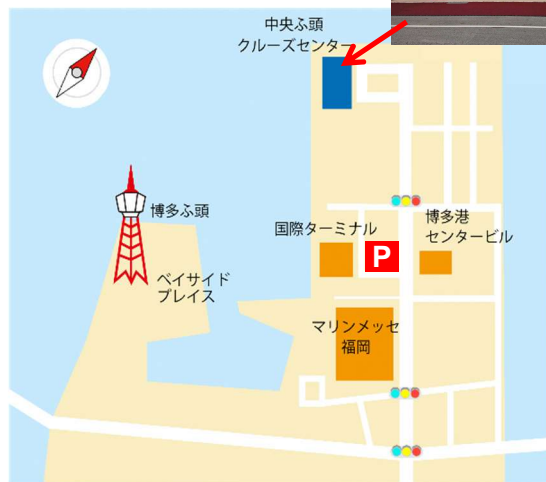 中央ふ頭
クルーズセンター
博多ふ頭
ベイサイド
プレイス
国際ターミナル
P
博多港
センタービル
マリンメッセ
福岡